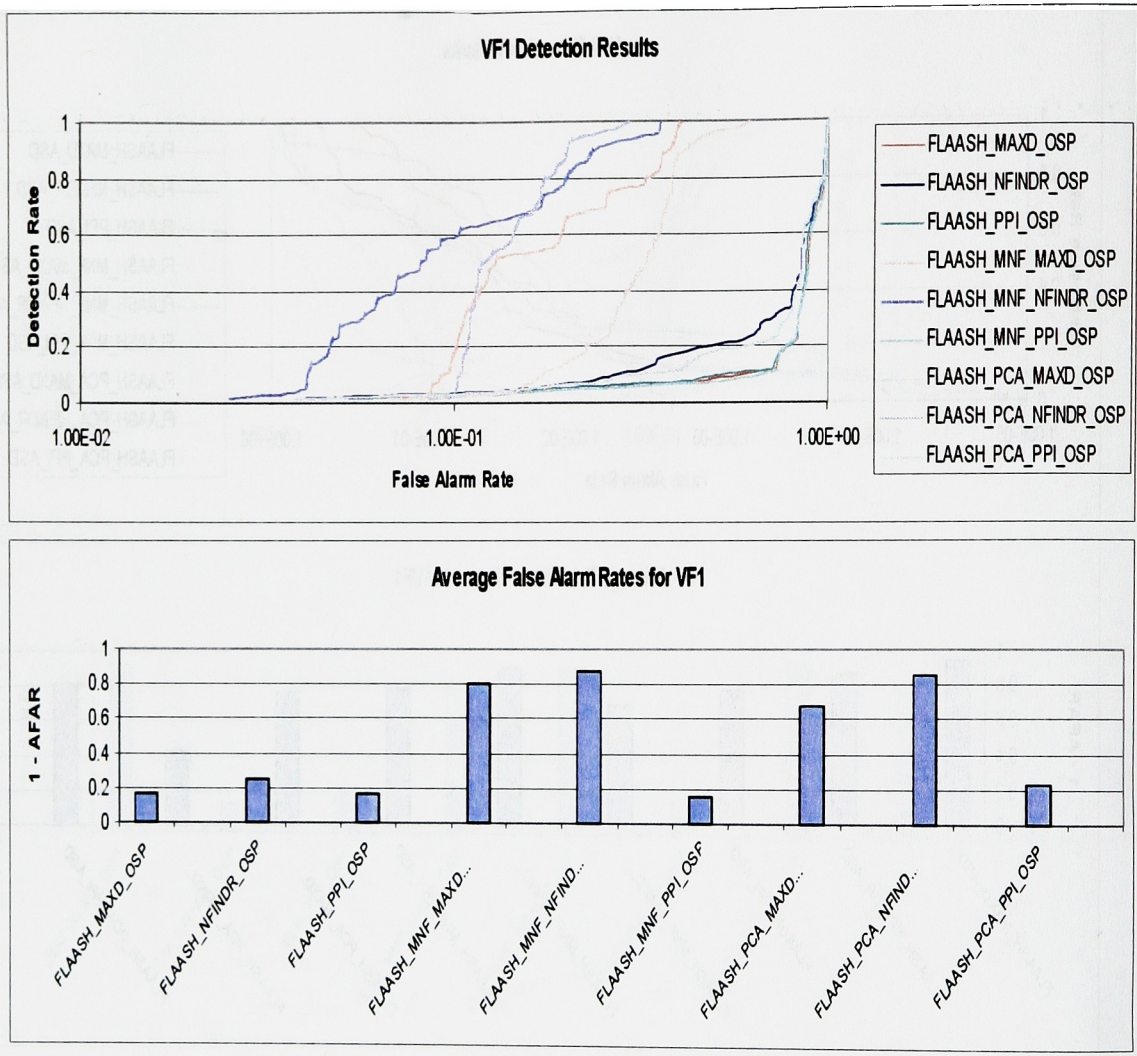 VF1 Detection Results
1
0.8
0.6
0.4
0.2
0
Detection Rate
1.00E-02
1.00E-01
1.00E+00
False Alarm Rate
FLAASH_MAXD_OSP
FLAASH_NFINDR_OSP
FLAASH_PPI_OSP
FLAASH_MNF_MAXD_OSP
FLAASH_MNF_NFINDR_OSP
FLAASH_MNF_PPI_OSP
FLAASH_PCA_MAXD_OSP
FLAASH_PCA_NFINDR_OSP
FLAASH_PCA_PPI_OSP
Average False Alarm Rates for VF1
1
0.8
0.6
0.4
0.2
0
1 - AFAR
FLAASH_MAXD_OSP
FLAASH_NFINDR_OSP
FLAASH_PPI_OSP
FLAASH_MNF_MAXD...
FLAASH_MNF_NFIND...
FLAASH_MNF_PPI_OSP
FLAASH_PCA_MAXD...
FLAASH_PCA_NFIND...
FLAASH_PCA_PPI_OSP